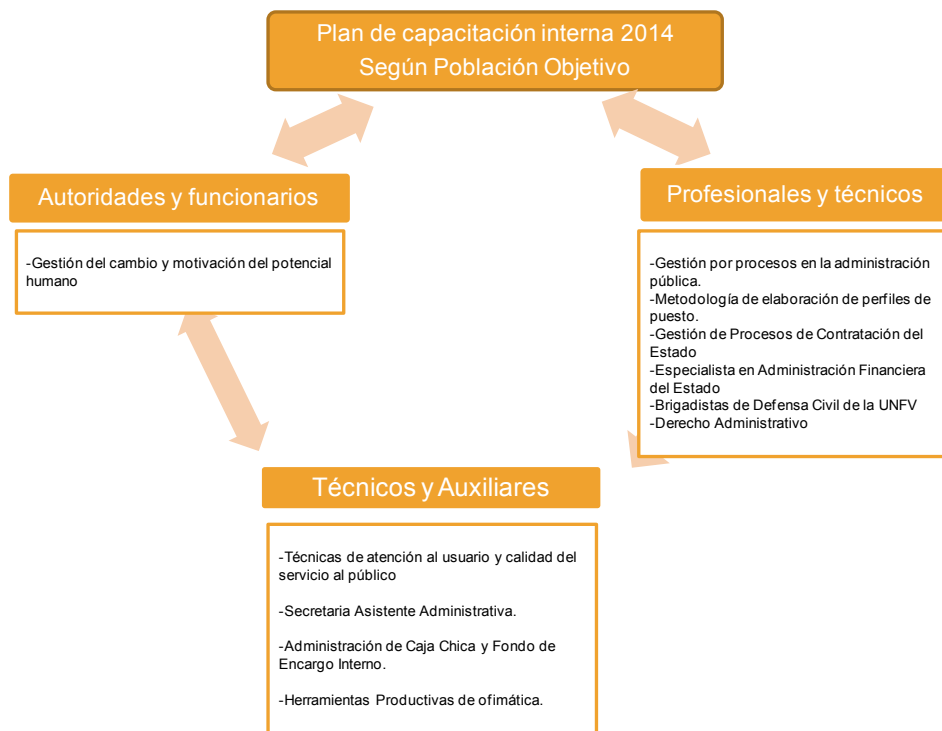 Plan de capacitación interna 2014
Según Población Objetivo
Autoridades y funcionarios
-Gestión del cambio y motivación del potencial
humano
Profesionales y técnicos
-Gestión por procesos en la administración
pública.
-Metodología de elaboración de perfiles de
puesto.
-Gestión de Procesos de Contratación del
Estado
-Especialista en Administración Financiera
del Estado
-Brigadistas de Defensa Civil de la UNFV
-Derecho Administrativo
Técnicos y Auxiliares
-Técnicas de atención al usuario y calidad del
servicio al público
-Secretaria Asistente Administrativa.
-Administración de Caja Chica y Fondo de
Encargo Interno.
-Herramientas Productivas de ofimática.